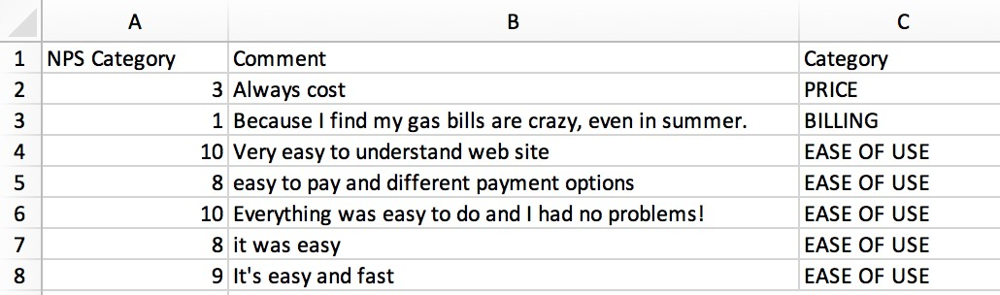 A B C
1 NPS Category Comment Category
2 3 Always cost PRICE
3 1 Because I find my gas bills are crazy, even in summer. BILLING
4 10 Very easy to understand web site EASE OF USE
5 8 easy to pay and different payment options EASE OF USE
6 10 Everything was easy to do and I had no problems! EASE OF USE
7 8 it was easy EASE OF USE
8 9 It's easy and fast EASE OF USE